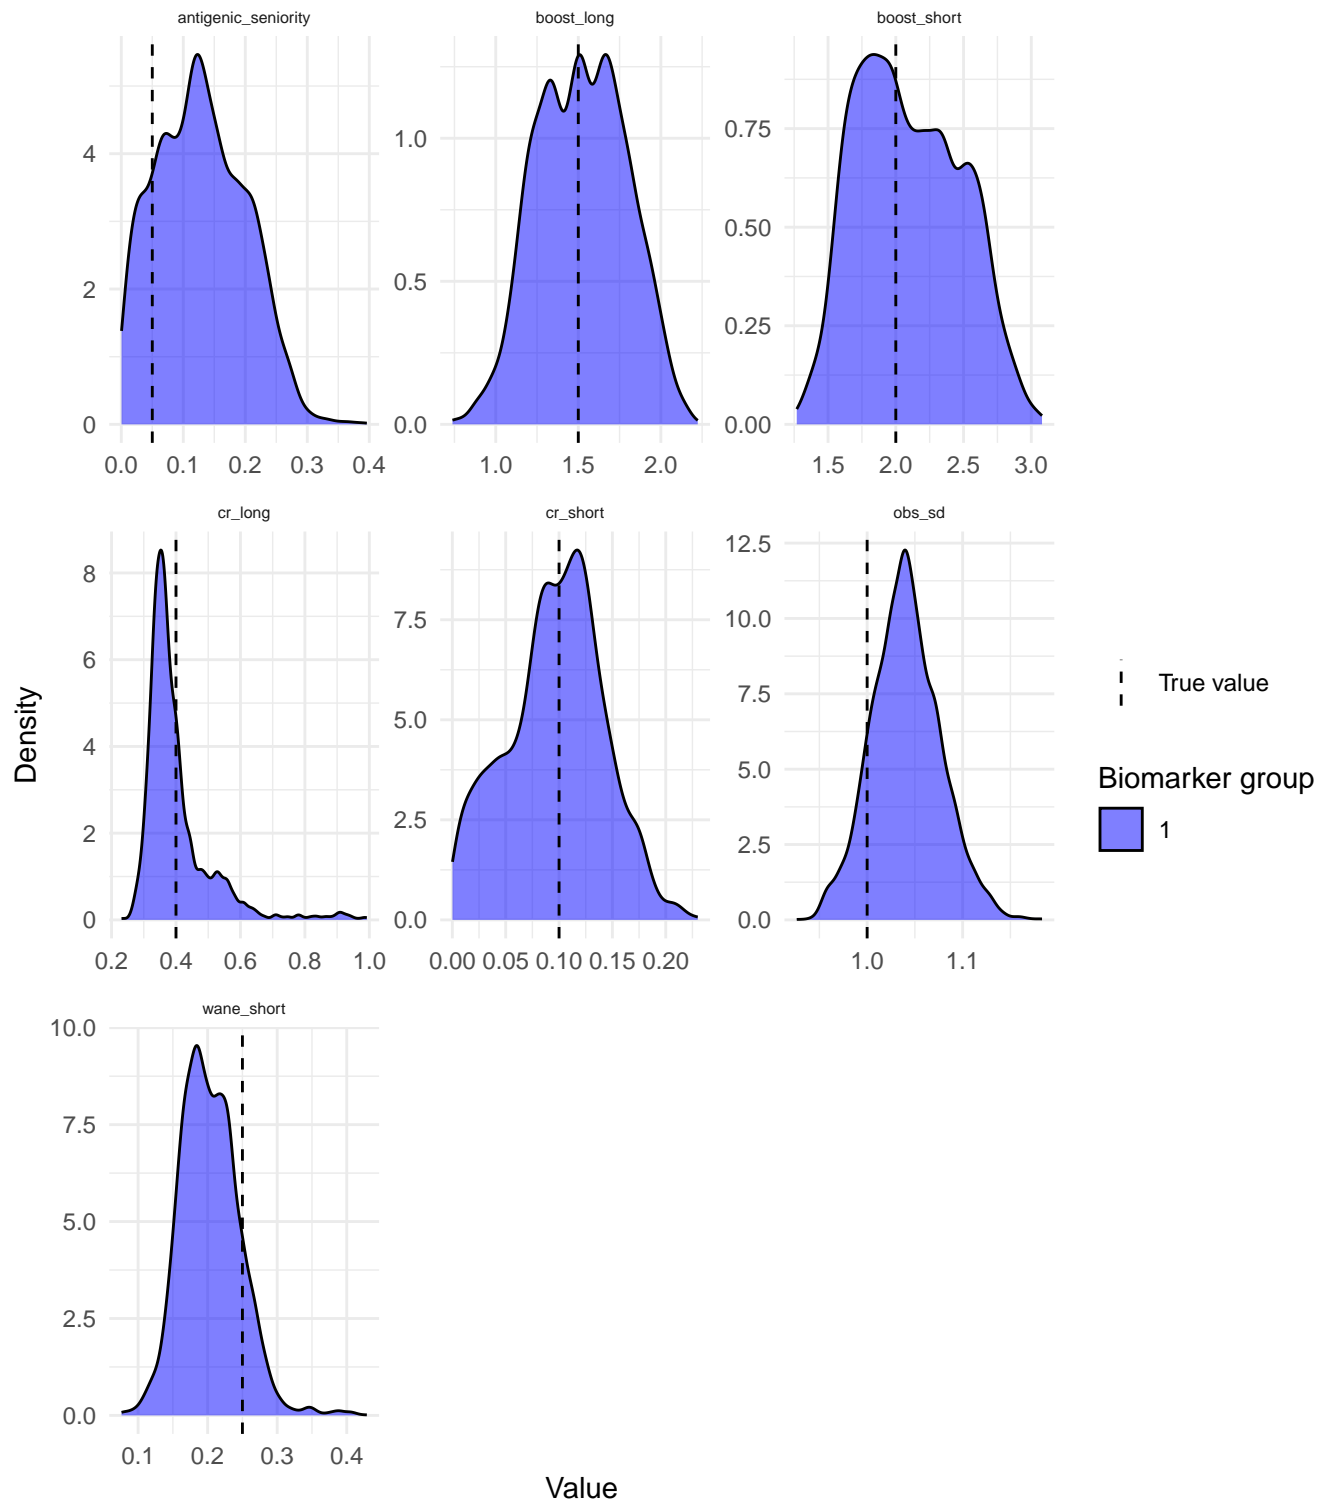 antigenic_seniority
boost_long
boost_short
4
2
0
0.0 0.1 0.2 0.3 0.4
1.0
0.5
0.0
1.0 1.5 2.0
0.75
0.50
0.25
0.00
1.5 2.0 2.5 3.0
cr_long
cr_short
obs_sd
8
6
4
2
0
0.2 0.4 0.6 0.8 1.0
7.5
5.0
2.5
0.0
0.00 0.05 0.10 0.15 0.20
12.5
10.0
7.5
5.0
2.5
0.0
1.0 1.1
wane_short
10.0
7.5
5.0
2.5
0.0
0.1 0.2 0.3 0.4
Density
Value
True value
Biomarker group
1